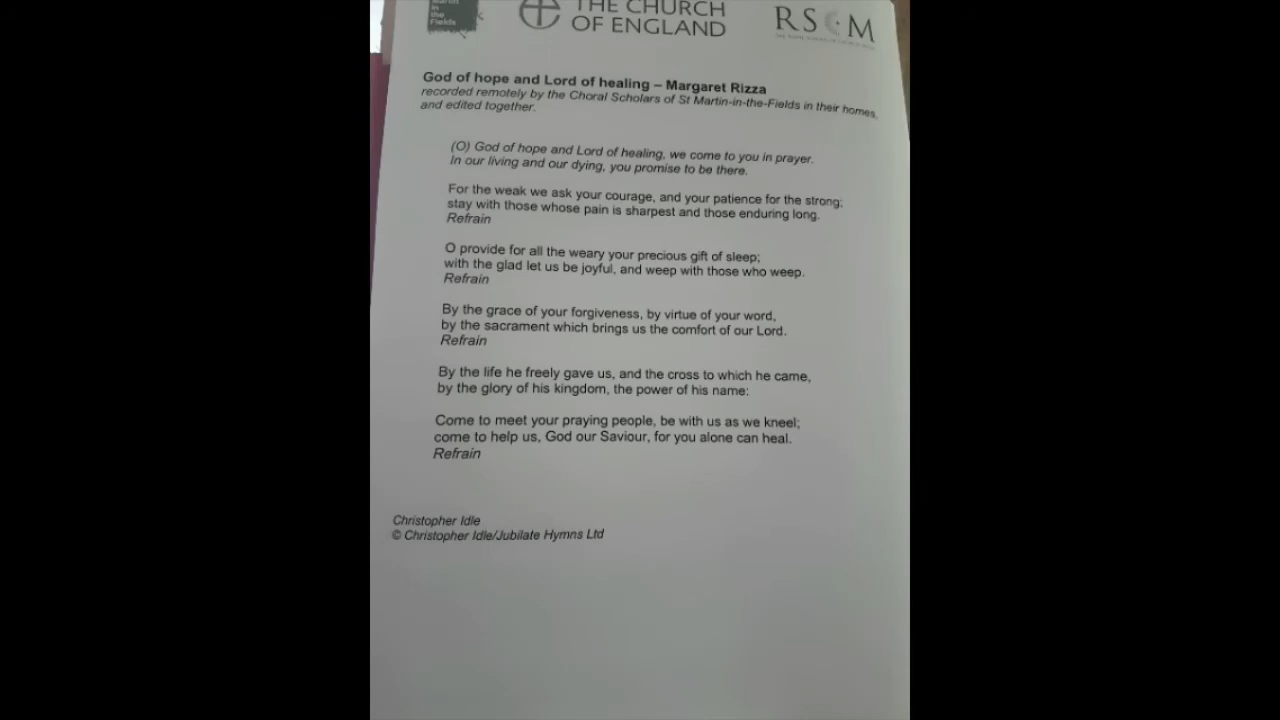 Martin
in
the
Fields
THE CHURCH
OF ENGLAND
RSCM
God of hope and Lord of healing – Margaret Rizza
recorded remotely by the Choral Scholars of St Martin-in-the-Fields in their homes,
and edited together.
(O) God of hope and Lord of healing, we come to you in prayer.
In our living and our dying, you promise to be there.
For the weak we ask your courage, and your patience for the strong;
stay with those whose pain is sharpest and those enduring long.
Refrain
O provide for all the weary your precious gift of sleep;
with the glad let us be joyful, and weep with those who weep.
Refrain
By the grace of your forgiveness, by virtue of your word,
by the sacrament which brings us the comfort of our Lord.
Refrain
By the life he freely gave us, and the cross to which he came,
by the glory of his kingdom, the power of his name:
Come to meet your praying people, be with us as we kneel;
come to help us, God our Saviour, for you alone can heal.
Refrain
Christopher Idle
© Christopher Idle/Jubilate Hymns Ltd